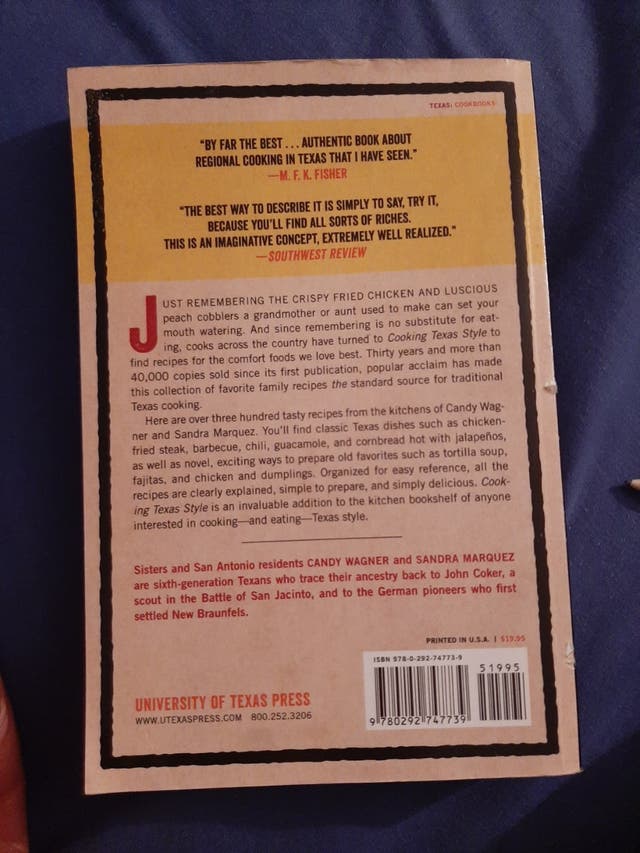 TEXAS: COOKBOOKS
"BY FAR THE BEST . . . AUTHENTIC BOOK ABOUT
REGIONAL COOKING IN TEXAS THAT I HAVE SEEN."
—M. F. K. FISHER
"THE BEST WAY TO DESCRIBE IT IS SIMPLY TO SAY, TRY IT,
BECAUSE YOU'LL FIND ALL SORTS OF RICHES.
THIS IS AN IMAGINATIVE CONCEPT, EXTREMELY WELL REALIZED."
—SOUTHWEST REVIEW
JUST REMEMBERING THE CRISPY FRIED CHICKEN AND LUSCIOUS
peach cobblers a grandmother or aunt used to make can set your
mouth watering. And since remembering is no substitute for eat-
ing, cooks across the country have turned to Cooking Texas Style to
find recipes for the comfort foods we love best. Thirty years and more than
40,000 copies sold since its first publication, popular acclaim has made
this collection of favorite family recipes the standard source for traditional
Texas cooking.
Here are over three hundred tasty recipes from the kitchens of Candy Wag-
ner and Sandra Marquez. You'll find classic Texas dishes such as chicken-
fried steak, barbecue, chili, guacamole, and cornbread hot with jalapeños,
as well as novel, exciting ways to prepare old favorites such as tortilla soup,
fajitas, and chicken and dumplings. Organized for easy reference, all the
recipes are clearly explained, simple to prepare, and simply delicious. Cook-
ing Texas Style is an invaluable addition to the kitchen bookshelf of anyone
interested in cooking—and eating—Texas style.
Sisters and San Antonio residents CANDY WAGNER and SANDRA MARQUEZ
are sixth-generation Texans who trace their ancestry back to John Coker, a
scout in the Battle of San Jacinto, and to the German pioneers who first
settled New Braunfels.
PRINTED IN U.S.A. | $19.95
ISBN 978-0-292-74773-9
51995
9 780292 747739
UNIVERSITY OF TEXAS PRESS
WWW.UTEXASPRESS.COM 800.252.3206